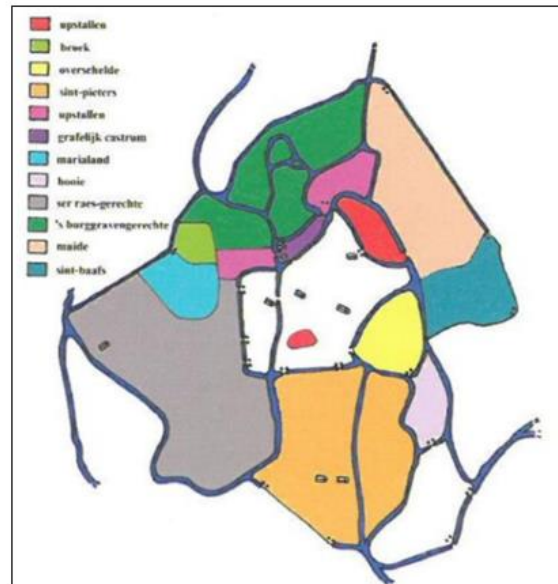 upstallen
broek
overschelde
sint-pieters
upstallen
grafelijk castrum
marialand
hooie
ser raes-gerechte
's burggravengerechte
muide
sint-baafs